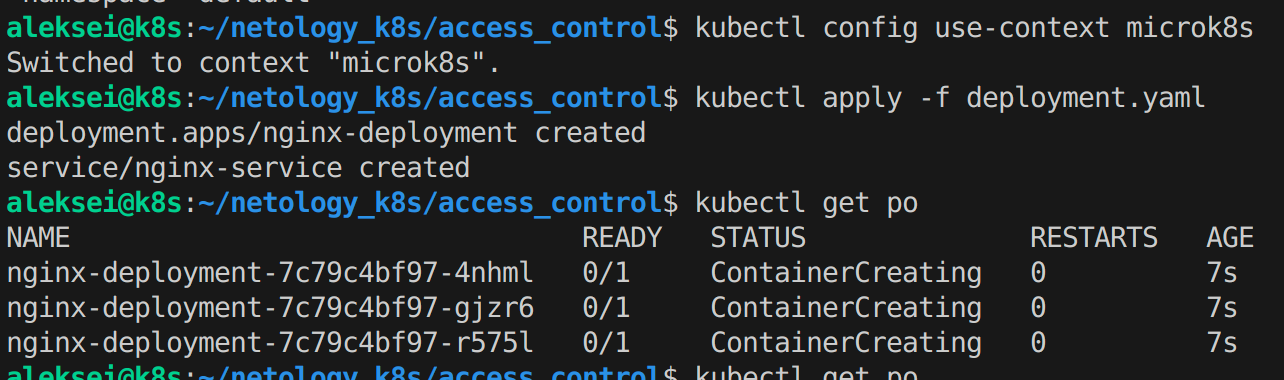 "namespace" default"
aleksei@k8s:~/netology_k8s/access_control$ kubectl config use-context microk8s
Switched to context "microk8s".
aleksei@k8s:~/netology_k8s/access_control$ kubectl apply -f deployment.yaml
deployment.apps/nginx-deployment created
service/nginx-service created
aleksei@k8s:~/netology_k8s/access_control$ kubectl get po
NAME READY STATUS RESTARTS AGE
nginx-deployment-7c79c4bf97-4nhml 0/1 ContainerCreating 0 7s
nginx-deployment-7c79c4bf97-gjzr6 0/1 ContainerCreating 0 7s
nginx-deployment-7c79c4bf97-r575l 0/1 ContainerCreating 0 7s
aleksei@k8s:~/netology_k8s/access_control$ kubectl get po